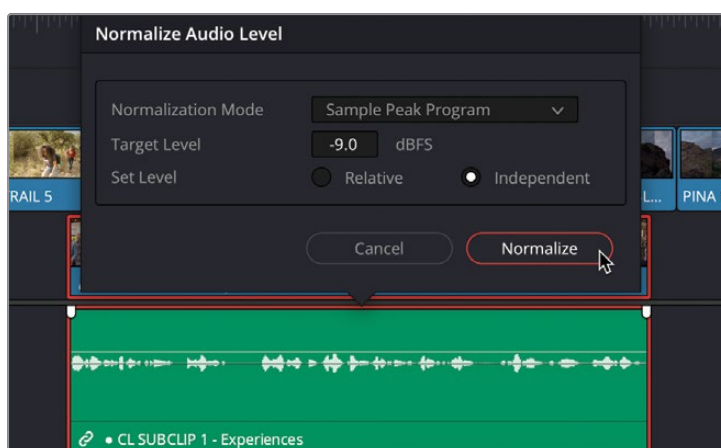 Normalize Audio Level
Normalization Mode Sample Peak Program
Target Level -9.0 dBFS
Set Level Relative Independent
RAIL 5
L... PINA
Cancel Normalize
• CL SUBCLIP 1 - Experiences